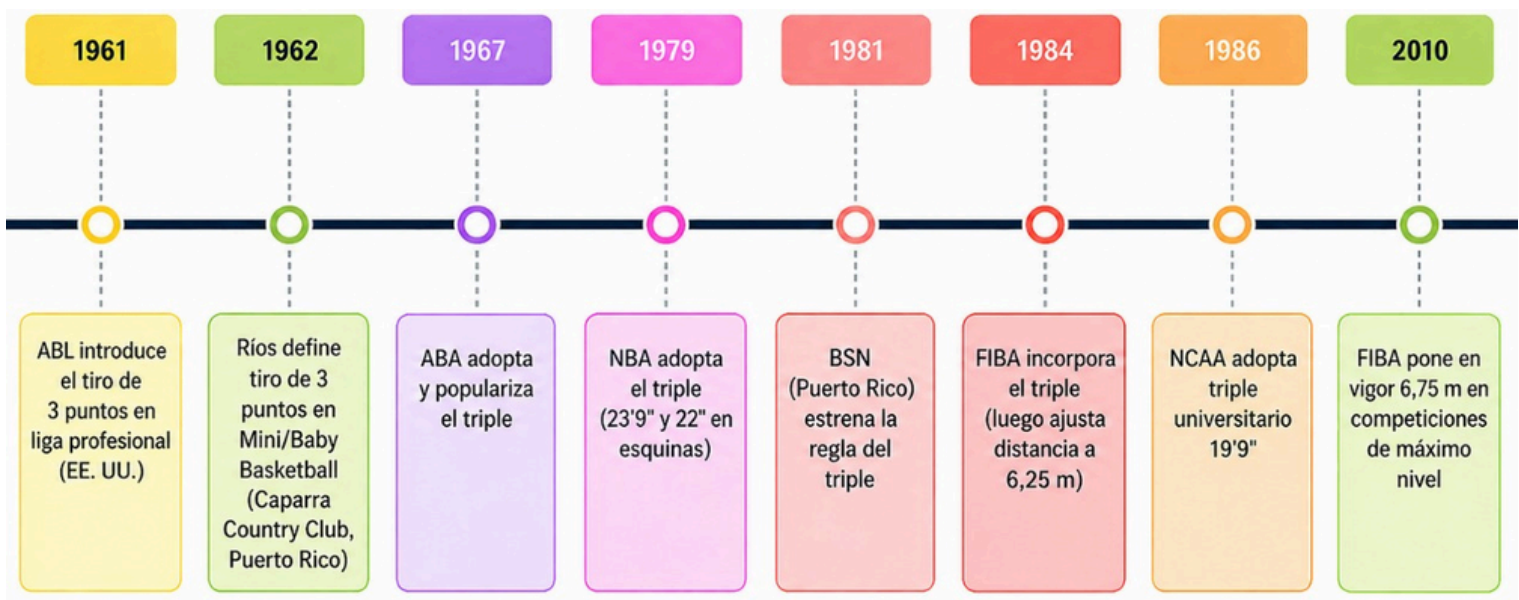 1961
1962
1967
1979
1981
1984
1986
2010
ABL introduce
el tiro de
3 puntos en
liga profesional
(EE. UU.)
Ríos define
tiro de 3
puntos en
Mini/Baby
Basketball
(Caparra
Country Club,
Puerto Rico)
ABA adopta
y populariza
el triple
NBA adopta
el triple
(23'9" y 22" en
esquinas)
BSN
(Puerto Rico)
estrena la
regla del
triple
FIBA incorpora
el triple
(luego ajusta
distancia a
6,25 m)
NCAA adopta
triple
universitario
19'9"
FIBA pone en
vigor 6,75 m en
competiciones
de máximo
nivel